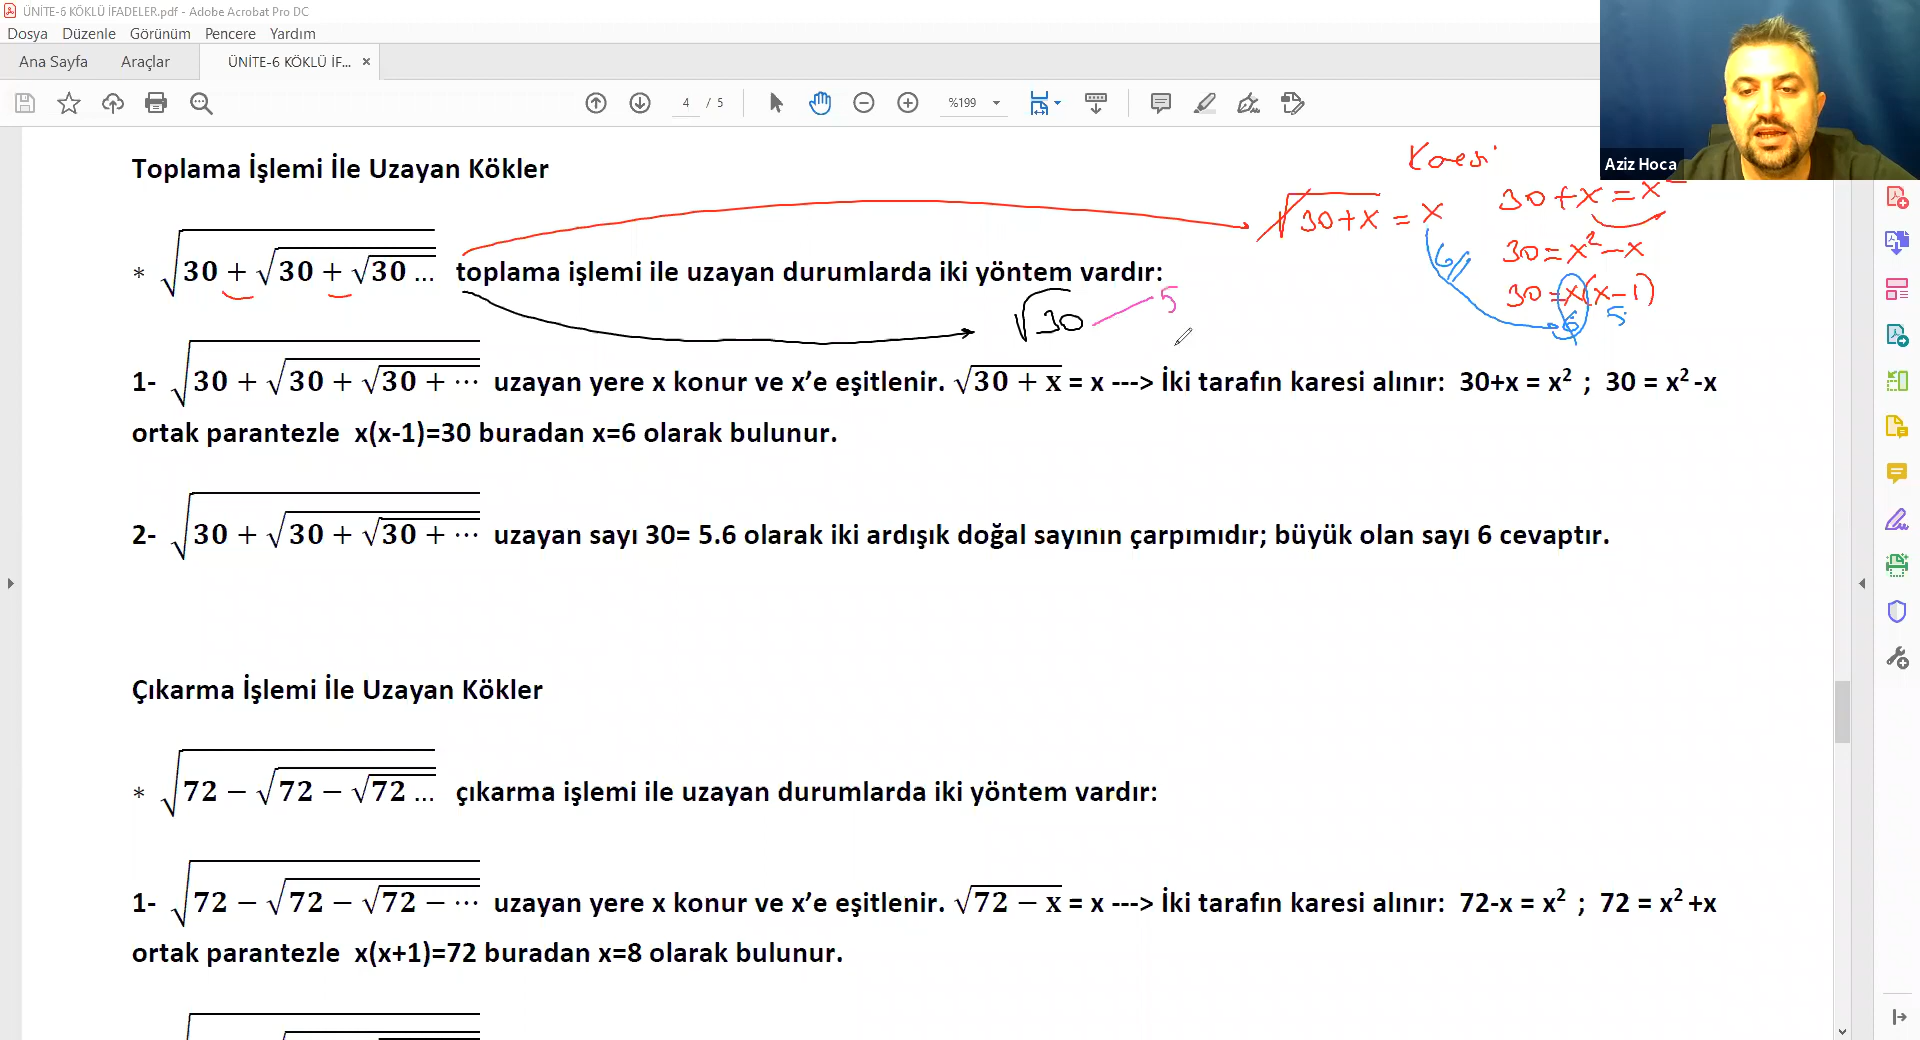 ÜNİTE-6 KÖKLÜ İFADELER.pdf - Adobe Acrobat Pro DC
Dosya Düzenle Görünüm Pencere Yardım
Ana Sayfa Araçlar ÜNİTE-6 KÖKLÜ İF... ×
4 / 5 %199
Aziz Hoca
Toplama İşlemi İle Uzayan Kökler
Karesi
√30+x = x
30+x = x²
30 = x² - x
30 = x(x-1)
6 5
6
* √30 + √30 + √30 ... toplama işlemi ile uzayan durumlarda iki yöntem vardır:
√30 5
1- √30 + √30 + √30 + ⋯ uzayan yere x konur ve x’e eşitlenir. √30 + x = x ---> İki tarafın karesi alınır: 30+x = x² ; 30 = x² -x
ortak parantezle x(x-1)=30 buradan x=6 olarak bulunur.
2- √30 + √30 + √30 + ⋯ uzayan sayı 30= 5.6 olarak iki ardışık doğal sayının çarpımıdır; büyük olan sayı 6 cevaptır.
Çıkarma İşlemi İle Uzayan Kökler
* √72 − √72 − √72 ... çıkarma işlemi ile uzayan durumlarda iki yöntem vardır:
1- √72 − √72 − √72 − ⋯ uzayan yere x konur ve x’e eşitlenir. √72 − x = x ---> İki tarafın karesi alınır: 72-x = x² ; 72 = x² +x
ortak parantezle x(x+1)=72 buradan x=8 olarak bulunur.